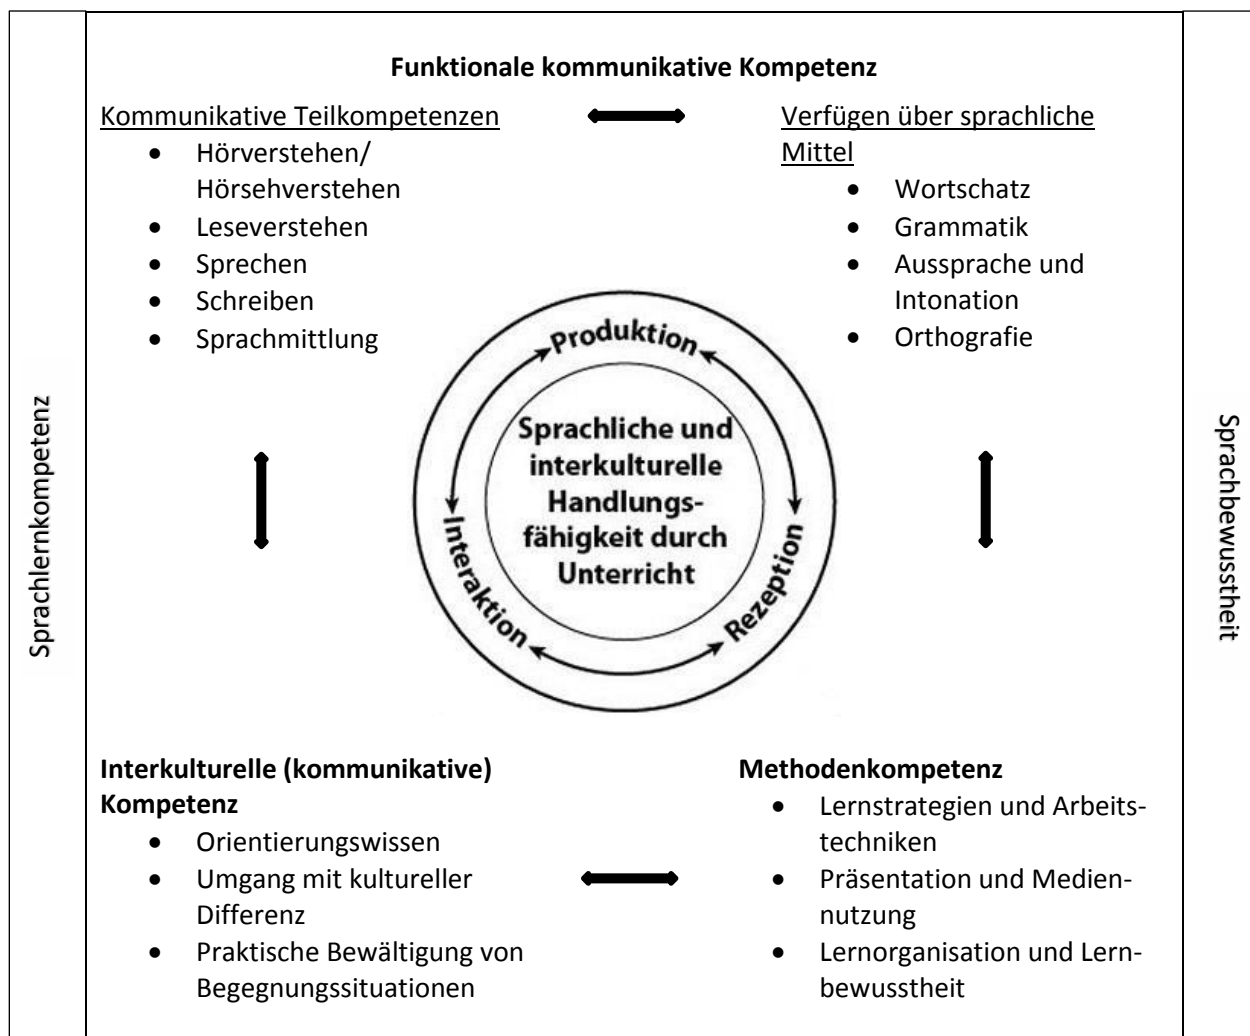 Funktionale kommunikative Kompetenz
Kommunikative Teilkompetenzen
• Hörverstehen/
Hörsehverstehen
• Leseverstehen
• Sprechen
• Schreiben
• Sprachmittlung
Verfügen über sprachliche
Mittel
• Wortschatz
• Grammatik
• Aussprache und
Intonation
• Orthografie
Sprachlernkompetenz
Produktion
Sprachliche und
interkulturelle
Handlungs-
fähigkeit durch
Unterricht
Interaktion
Rezeption
Sprachbewusstheit
Interkulturelle (kommunikative)
Kompetenz
• Orientierungswissen
• Umgang mit kultureller
Differenz
• Praktische Bewältigung von
Begegnungssituationen
Methodenkompetenz
• Lernstrategien und Arbeits-
techniken
• Präsentation und Medien-
nutzung
• Lernorganisation und Lern-
bewusstheit